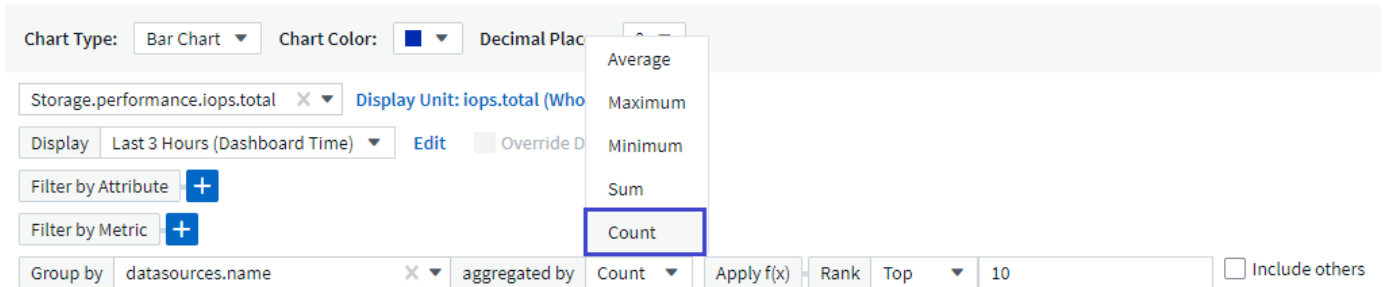 Chart Type: Bar Chart Chart Color: Decimal Plac
Average
Storage.performance.iops.total Display Unit: iops.total (Who
Maximum
Display Last 3 Hours (Dashboard Time) Edit Override D
Minimum
Filter by Attribute +
Sum
Filter by Metric +
Count
Group by datasources.name aggregated by Count Apply f(x) Rank Top 10 Include others